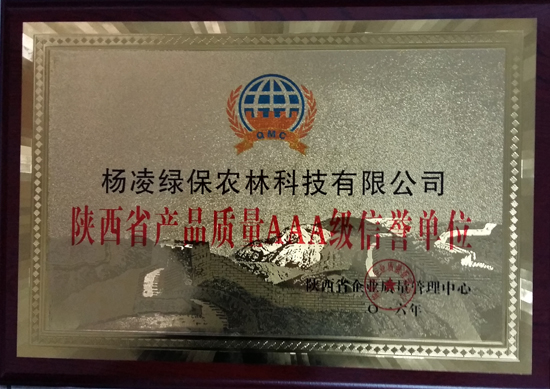 QMC
杨凌绿保农林科技有限公司
陕西省产品质量AAA级信誉单位
陕西省企业质量管理中心
六年